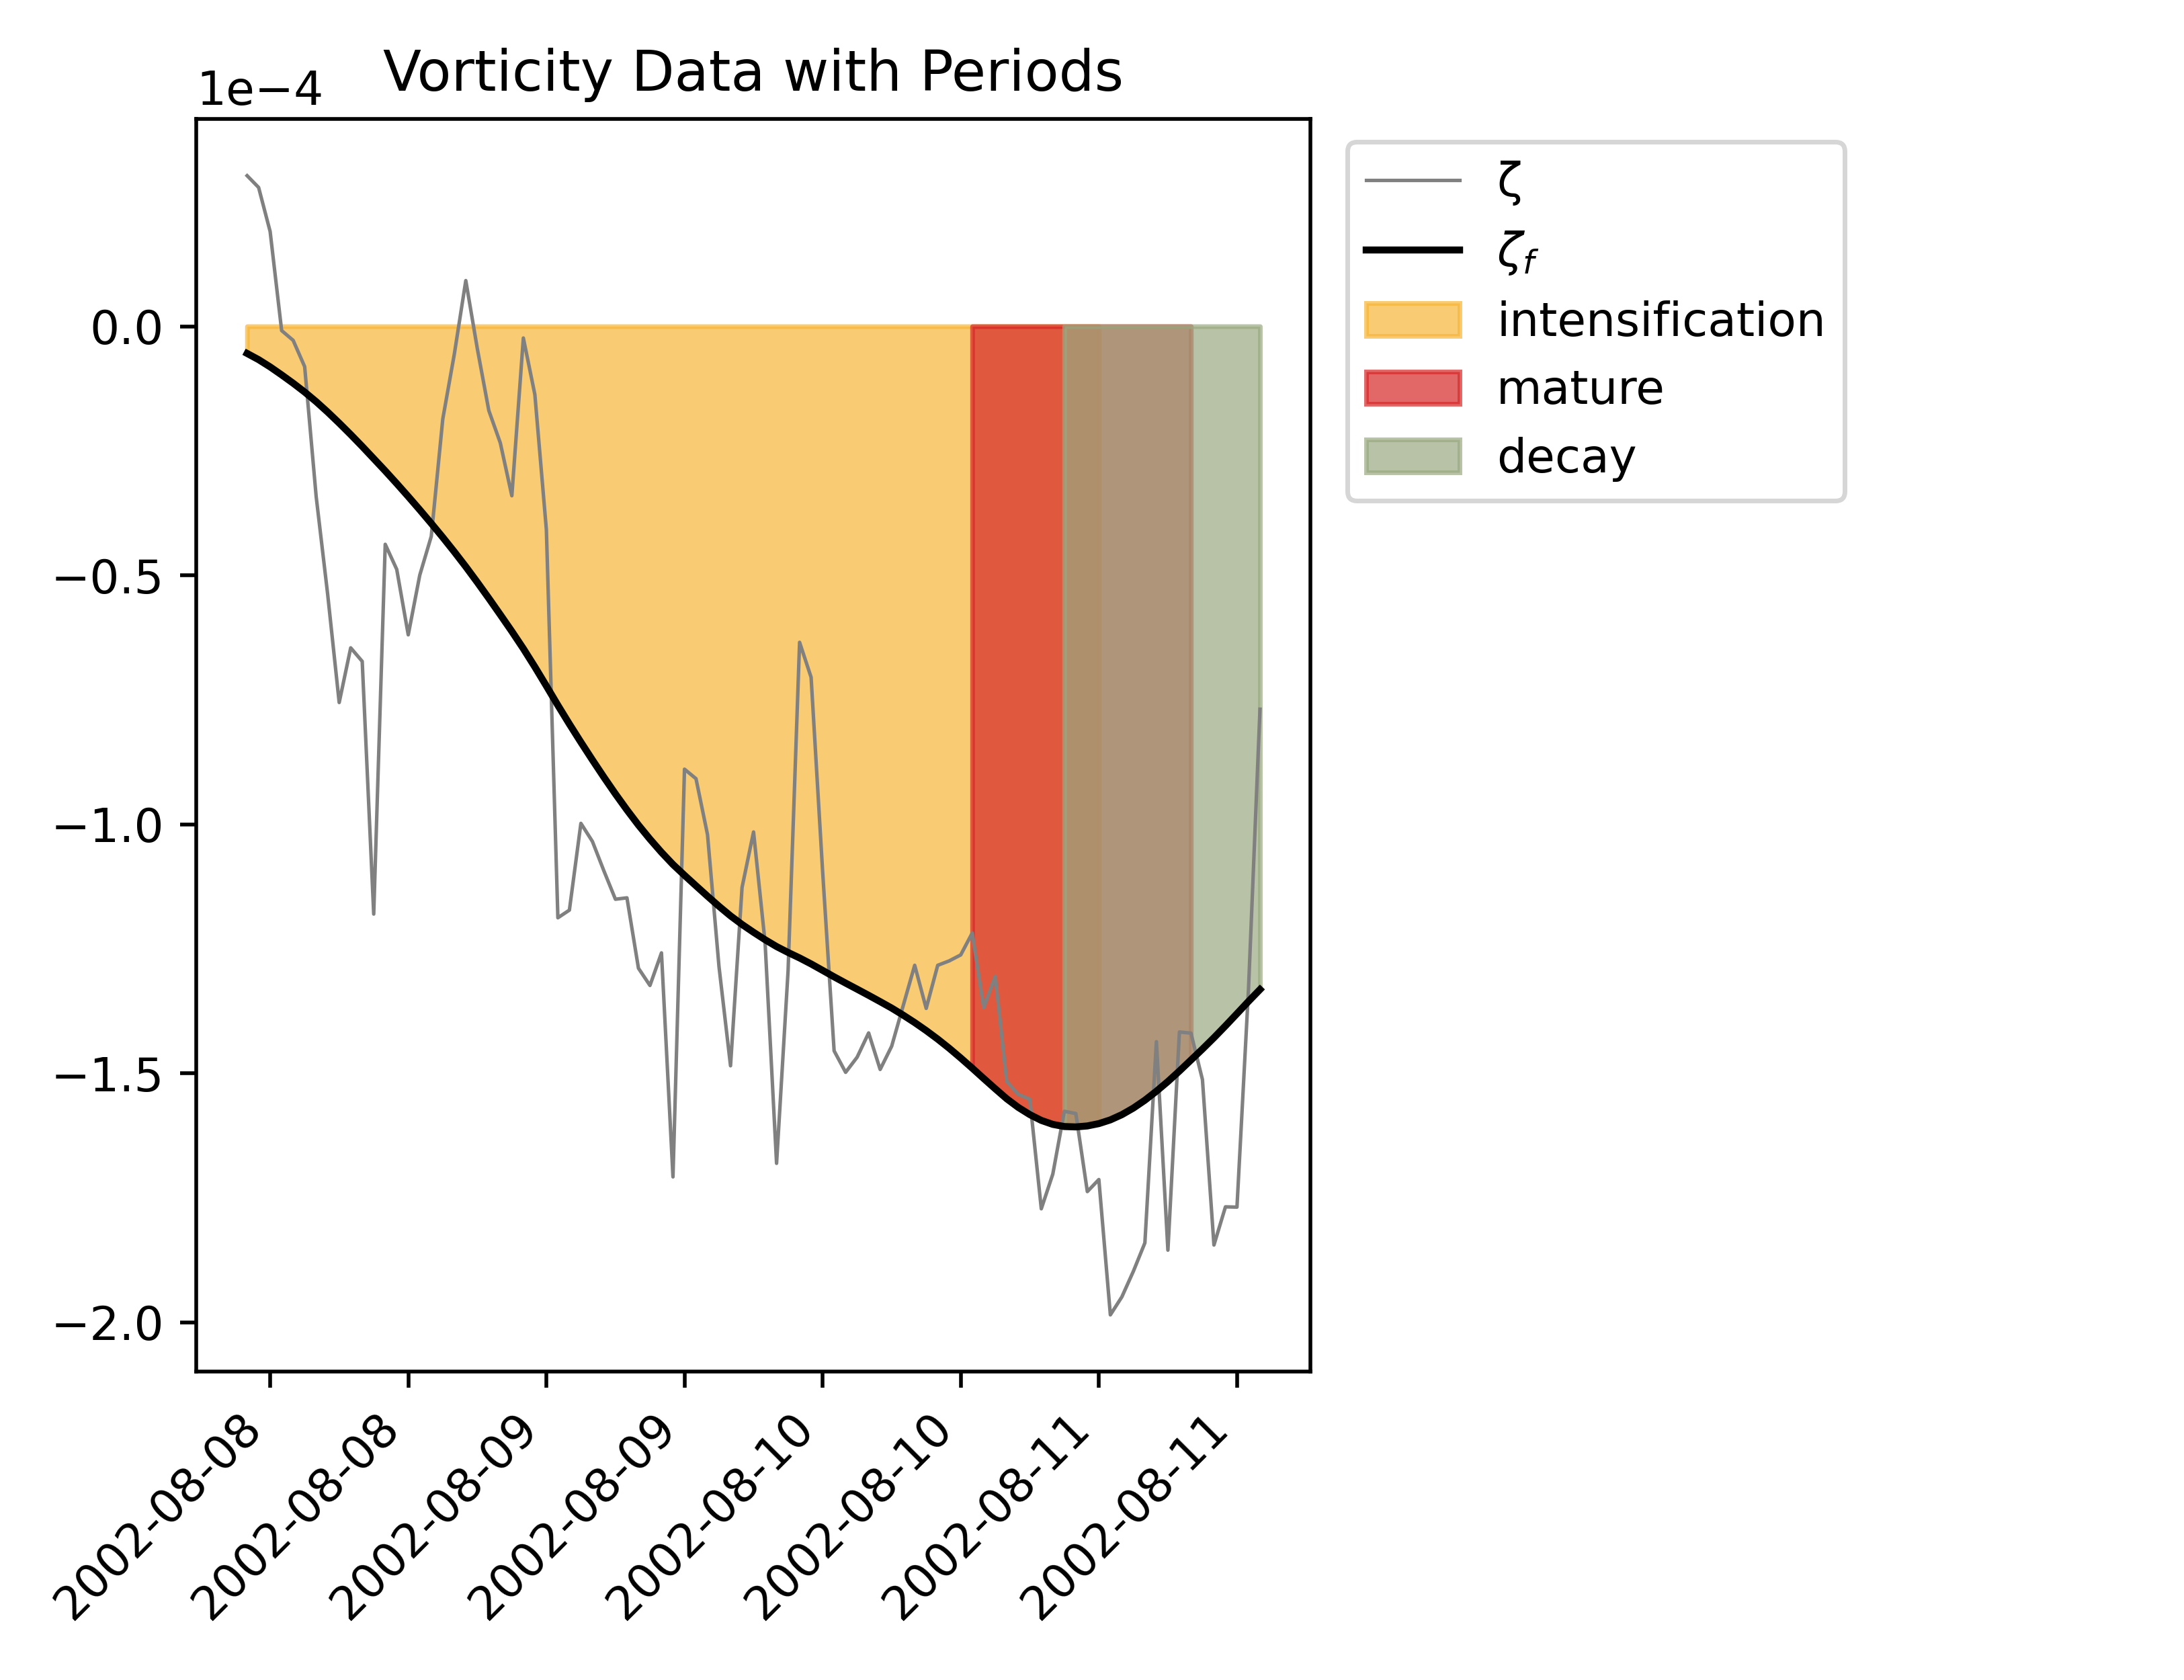 Vorticity Data with Periods
1e−4
0.0
−0.5
−1.0
−1.5
−2.0
2002-08-08
2002-08-08
2002-08-09
2002-08-09
2002-08-10
2002-08-10
2002-08-11
2002-08-11
ζ
ζf
intensification
mature
decay